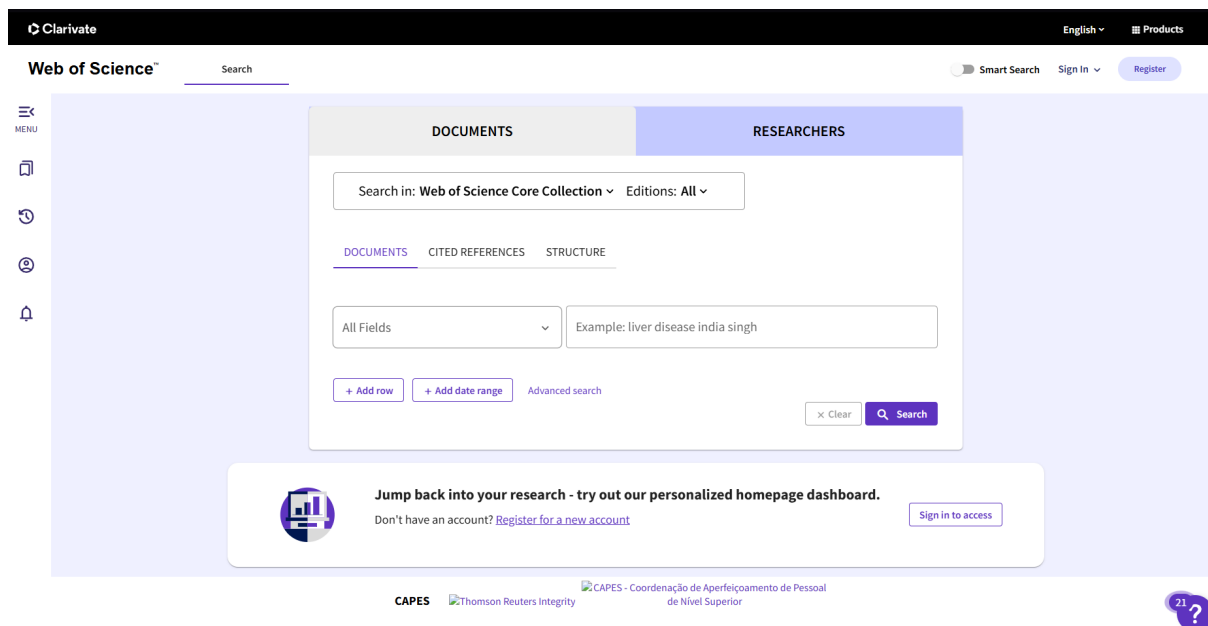 Clarivate
English
Products
Web of Science™
Search
Smart Search
Sign In
Register
MENU
DOCUMENTS
RESEARCHERS
Search in: Web of Science Core Collection Editions: All
DOCUMENTS CITED REFERENCES STRUCTURE
All Fields
Example: liver disease india singh
+ Add row
+ Add date range
Advanced search
× Clear
Search
Jump back into your research - try out our personalized homepage dashboard.
Don't have an account? Register for a new account
Sign in to access
CAPES
Thomson Reuters Integrity
CAPES - Coordenação de Aperfeiçoamento de Pessoal
de Nível Superior
21
?